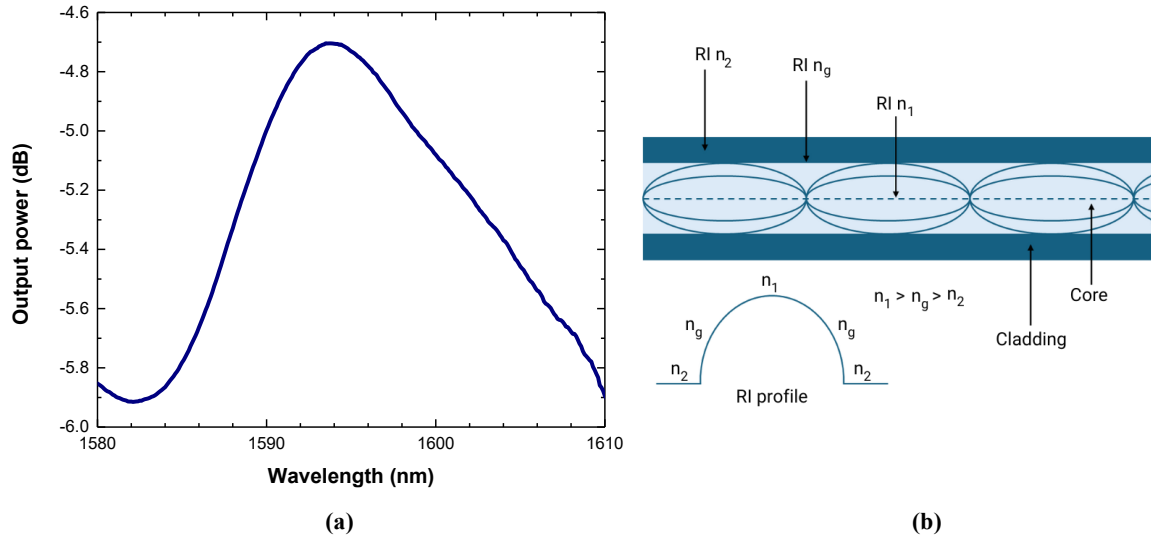 -4.6
-4.8
-5.0
-5.2
-5.4
-5.6
-5.8
-6.0
Output power (dB)
1580 1590 1600 1610
Wavelength (nm)
(a)
RI n2
RI ng
RI n1
n1
n1 > ng > n2
Core
ng ng
Cladding
n2 n2
RI profile
(b)